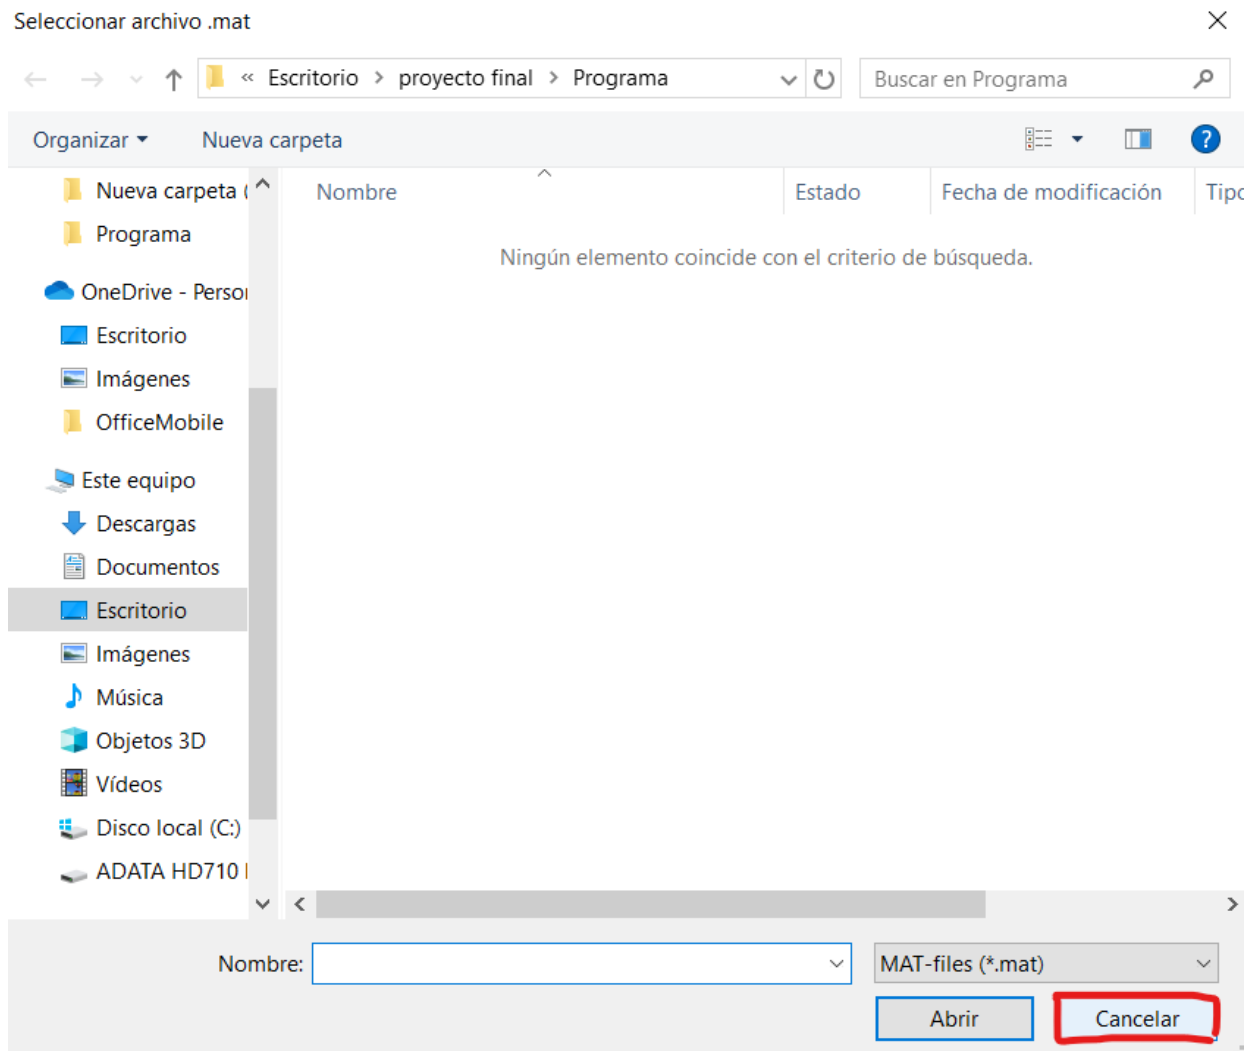 Seleccionar archivo .mat
« Escritorio > proyecto final > Programa
Buscar en Programa
Organizar
Nueva carpeta
?
Nueva carpeta (
Programa
OneDrive - Person
Escritorio
Imágenes
OfficeMobile
Este equipo
Descargas
Documentos
Escritorio
Imágenes
Música
Objetos 3D
Vídeos
Disco local (C:)
ADATA HD710
Nombre
Estado
Fecha de modificación
Tipo
Ningún elemento coincide con el criterio de búsqueda.
Nombre:
MAT-files (*.mat)
Abrir
Cancelar